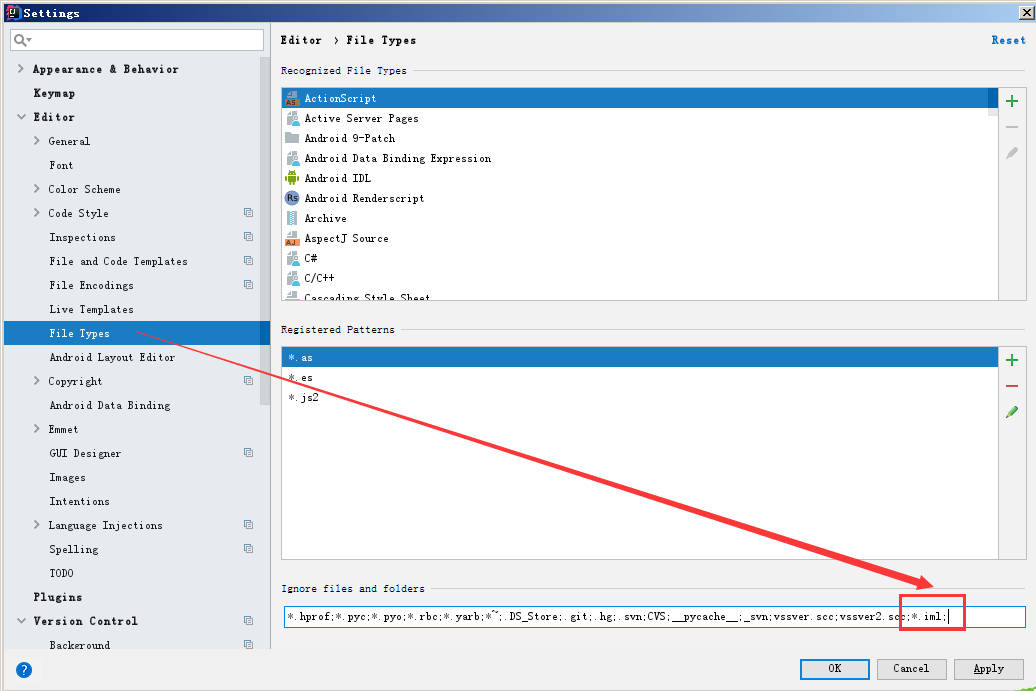 Settings
Appearance & Behavior
Keymap
Editor
General
Font
Color Scheme
Code Style
Inspections
File and Code Templates
File Encodings
Live Templates
File Types
Android Layout Editor
Copyright
Android Data Binding
Emmet
GUI Designer
Images
Intentions
Language Injections
Spelling
TODO
Plugins
Version Control
Background
Editor > File Types
Reset
Recognized File Types
ActionScript
Active Server Pages
Android 9-Patch
Android Data Binding Expression
Android IDL
Rs Android Renderscript
Archive
AspectJ Source
C#
C/C++
Cascading Style Sheet
Registered Patterns
*.as
*.es
*.js2
Ignore files and folders
*.hprof;*.pyc;*.pyo;*.rbc;*.yarb;*~;.DS_Store;.git;.hg;.svn;CVS;__pycache__;_svn;vssver.scc;vssver2.scc;*.iml;
?
OK
Cancel
Apply